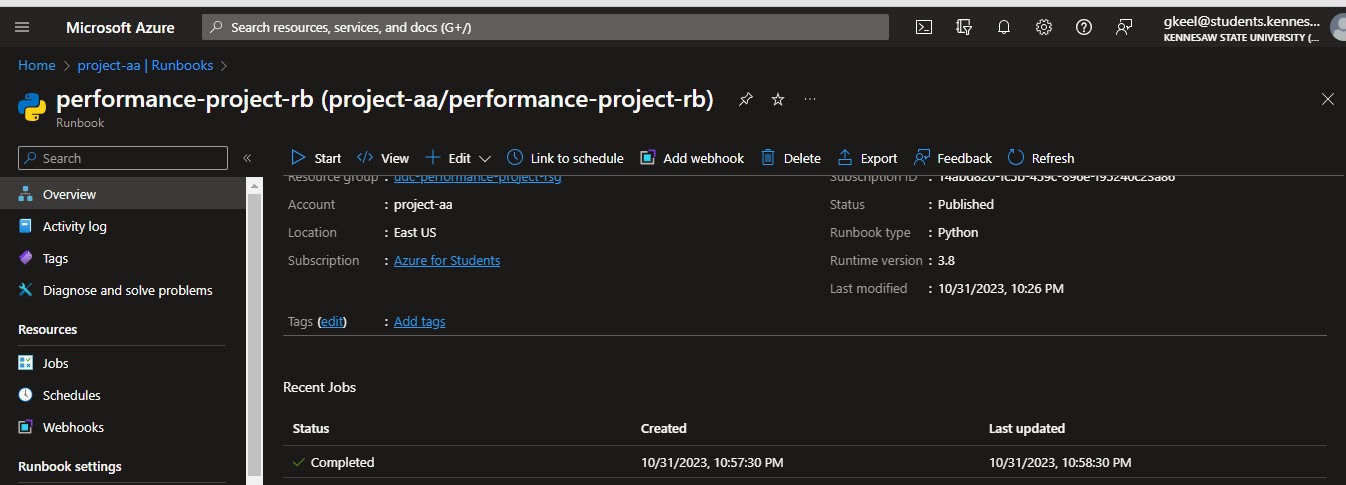 Microsoft Azure
Search resources, services, and docs (G+/)
gkeel@students.kennes...
KENNESAW STATE UNIVERSITY (...
Home > project-aa | Runbooks >
performance-project-rb (project-aa/performance-project-rb)
Runbook
Search
Start View Edit Link to schedule Add webhook Delete Export Feedback Refresh
Overview
Activity log
Tags
Diagnose and solve problems
Resources
Jobs
Schedules
Webhooks
Runbook settings
Resource group : udc-performance-project-rsg
Account : project-aa
Location : East US
Subscription : Azure for Students
Subscription ID :
Status : Published
Runbook type : Python
Runtime version : 3.8
Last modified : 10/31/2023, 10:26 PM
Tags (edit) : Add tags
Recent Jobs
Status Created Last updated
Completed 10/31/2023, 10:57:30 PM 10/31/2023, 10:58:30 PM